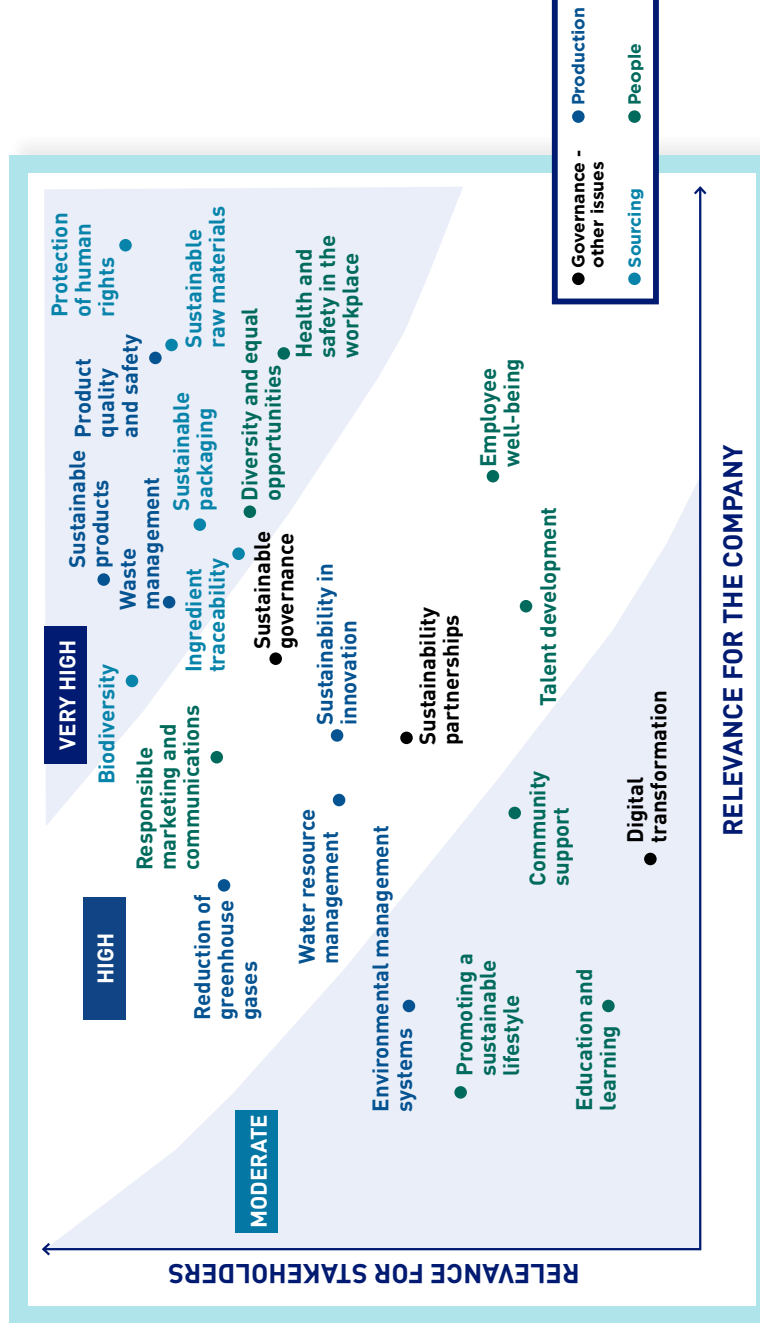 VERY HIGH
HIGH
MODERATE
Protection
of human
rights
Product
quality
and safety
Sustainable
raw materials
Sustainable
products
Waste
management
Sustainable
packaging
Diversity and equal
opportunities
Health and
safety in the
workplace
Biodiversity
Ingredient
traceability
Sustainable
governance
Responsible
marketing and
communications
Sustainability in
innovation
Reduction of
greenhouse
gases
Water resource
management
Sustainability
partnerships
Employee
well-being
Talent development
Environmental management
systems
Community
support
Promoting a
sustainable
lifestyle
Education and
learning
Digital
transformation
RELEVANCE FOR STAKEHOLDERS
RELEVANCE FOR THE COMPANY
Governance -
other issues
Production
Sourcing
People